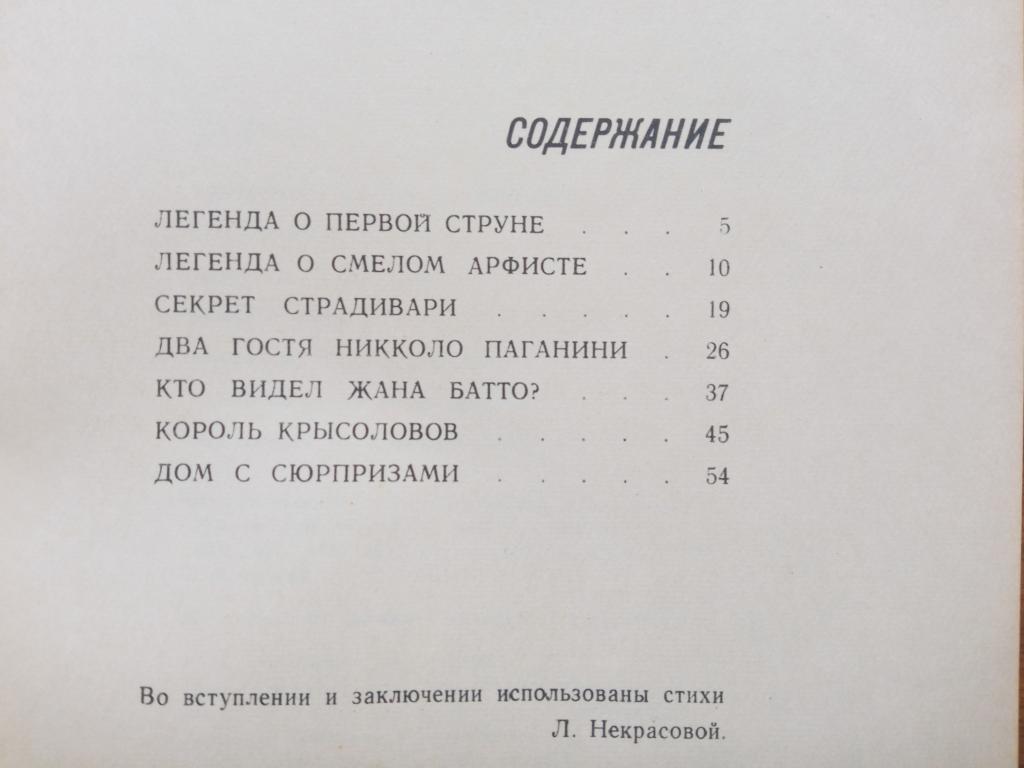 СОДЕРЖАНИЕ
ЛЕГЕНДА О ПЕРВОЙ СТРУНЕ . . . 5
ЛЕГЕНДА О СМЕЛОМ АРФИСТЕ . . 10
СЕКРЕТ СТРАДИВАРИ . . . . . 19
ДВА ГОСТЯ НИККОЛО ПАГАНИНИ . 26
КТО ВИДЕЛ ЖАНА БАТТО? . . . 37
КОРОЛЬ КРЫСОЛОВОВ . . . . . 45
ДОМ С СЮРПРИЗАМИ . . . . . 54
Во вступлении и заключении использованы стихи
Л. Некрасовой.